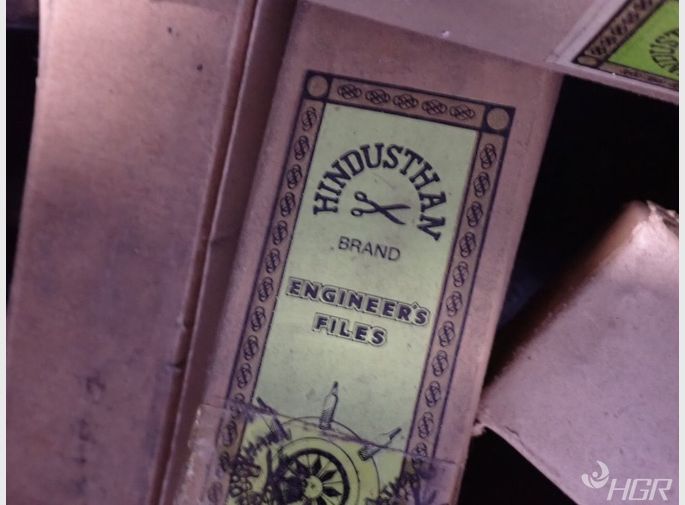 HINDUSTHAN
BRAND
ENGINEER'S
FILES
HGR